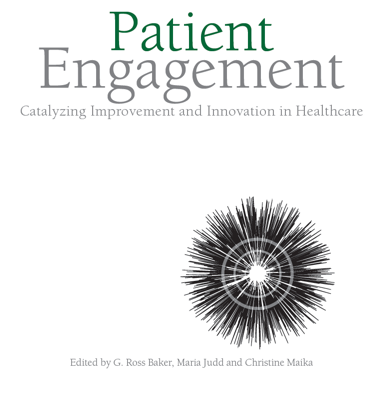 Patient
Engagement
Catalyzing Improvement and Innovation in Healthcare
Edited by G. Ross Baker, Maria Judd and Christine Maika